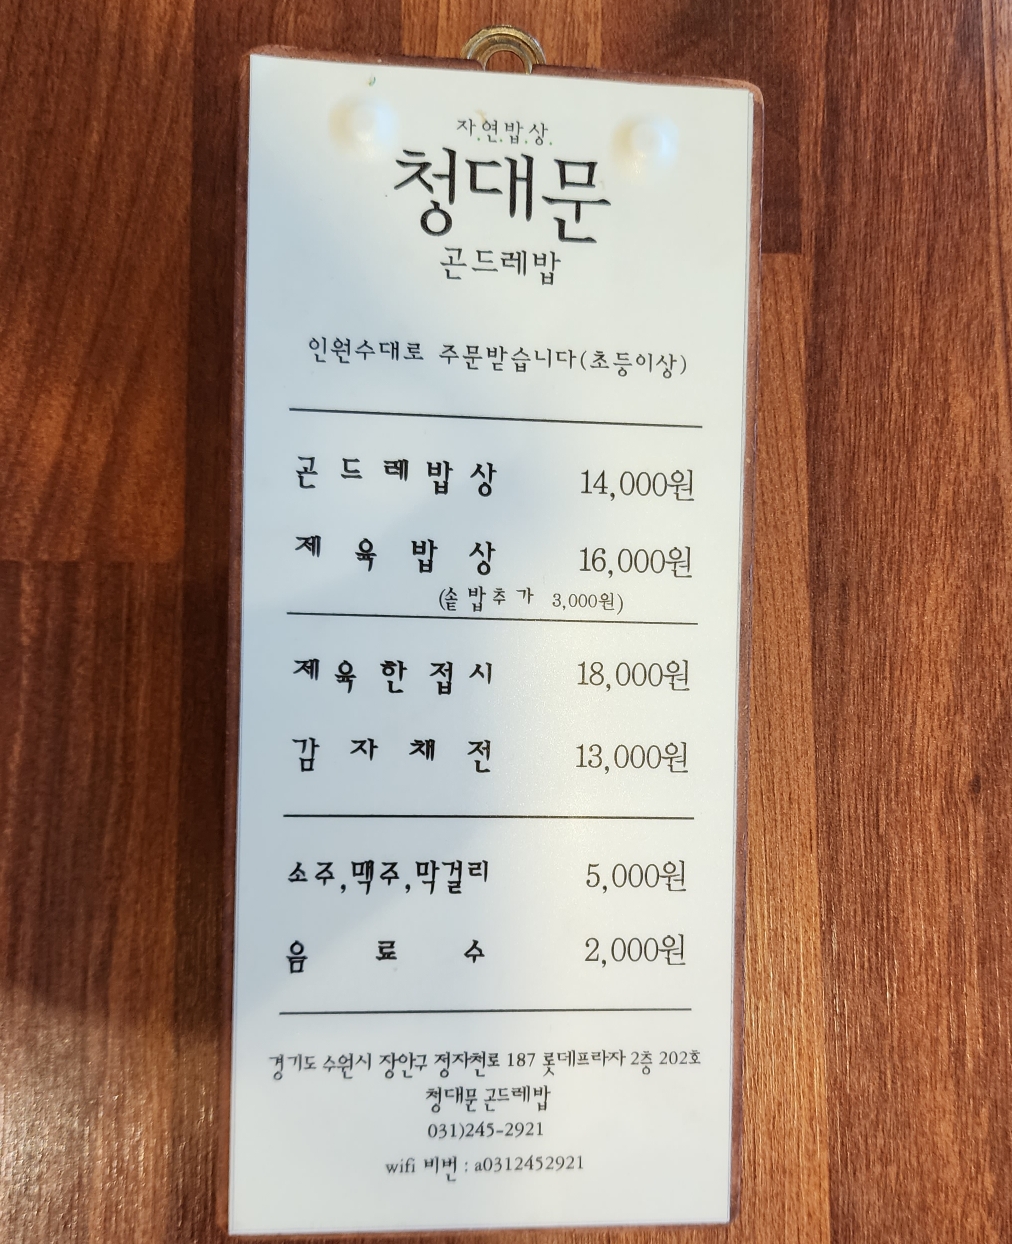 자연밥상
청대문
곤드레밥
인원수대로 주문받습니다(초등이상)
곤드레밥상 14,000원
제육밥상 16,000원
(솥밥추가 3,000원)
제육한접시 18,000원
감자채전 13,000원
소주,맥주,막걸리 5,000원
음료수 2,000원
경기도 수원시 장안구 정자천로 187 롯데프라자 2층 202호
청대문 곤드레밥
031)245-2921
wifi 비번 : a0312452921